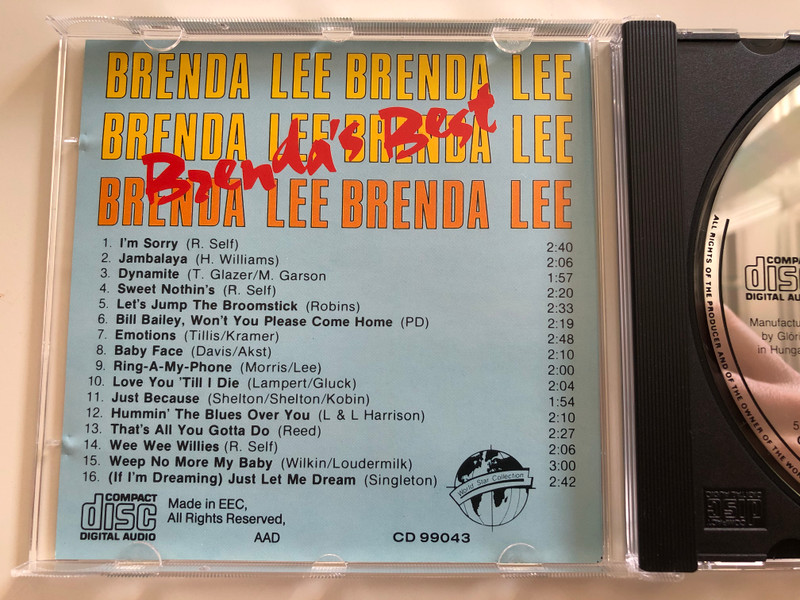 BRENDA LEE BRENDA LEE
BRENDA LEE BRENDA LEE
Brenda's Best
BRENDA LEE BRENDA LEE
1. I'm Sorry (R. Self) 2:40
2. Jambalaya (H. Williams) 2:06
3. Dynamite (T. Glazer/M. Garson 1:57
4. Sweet Nothin's (R. Self) 2:20
5. Let's Jump The Broomstick (Robins) 2:33
6. Bill Bailey, Won't You Please Come Home (PD) 2:19
7. Emotions (Tillis/Kramer) 2:48
8. Baby Face (Davis/Akst) 2:10
9. Ring-A-My-Phone (Morris/Lee) 2:00
10. Love You 'Till I Die (Lampert/Gluck) 2:04
11. Just Because (Shelton/Shelton/Kobin) 1:54
12. Hummin' The Blues Over You (L & L Harrison) 2:10
13. That's All You Gotta Do (Reed) 2:27
14. Wee Wee Willies (R. Self) 2:06
15. Weep No More My Baby (Wilkin/Loudermilk) 3:00
16. (If I'm Dreaming) Just Let Me Dream (Singleton) 2:42
World Star Collection
COMPACT
disc
DIGITAL AUDIO
Made in EEC,
All Rights Reserved,
AAD
CD 99043
ALL RIGHTS OF THE PRODUCER AND OF THE OWNER OF THE
COMPACT
disc
DIGITAL AUDIO
Manufactu
by Glóri
in Hunga
5